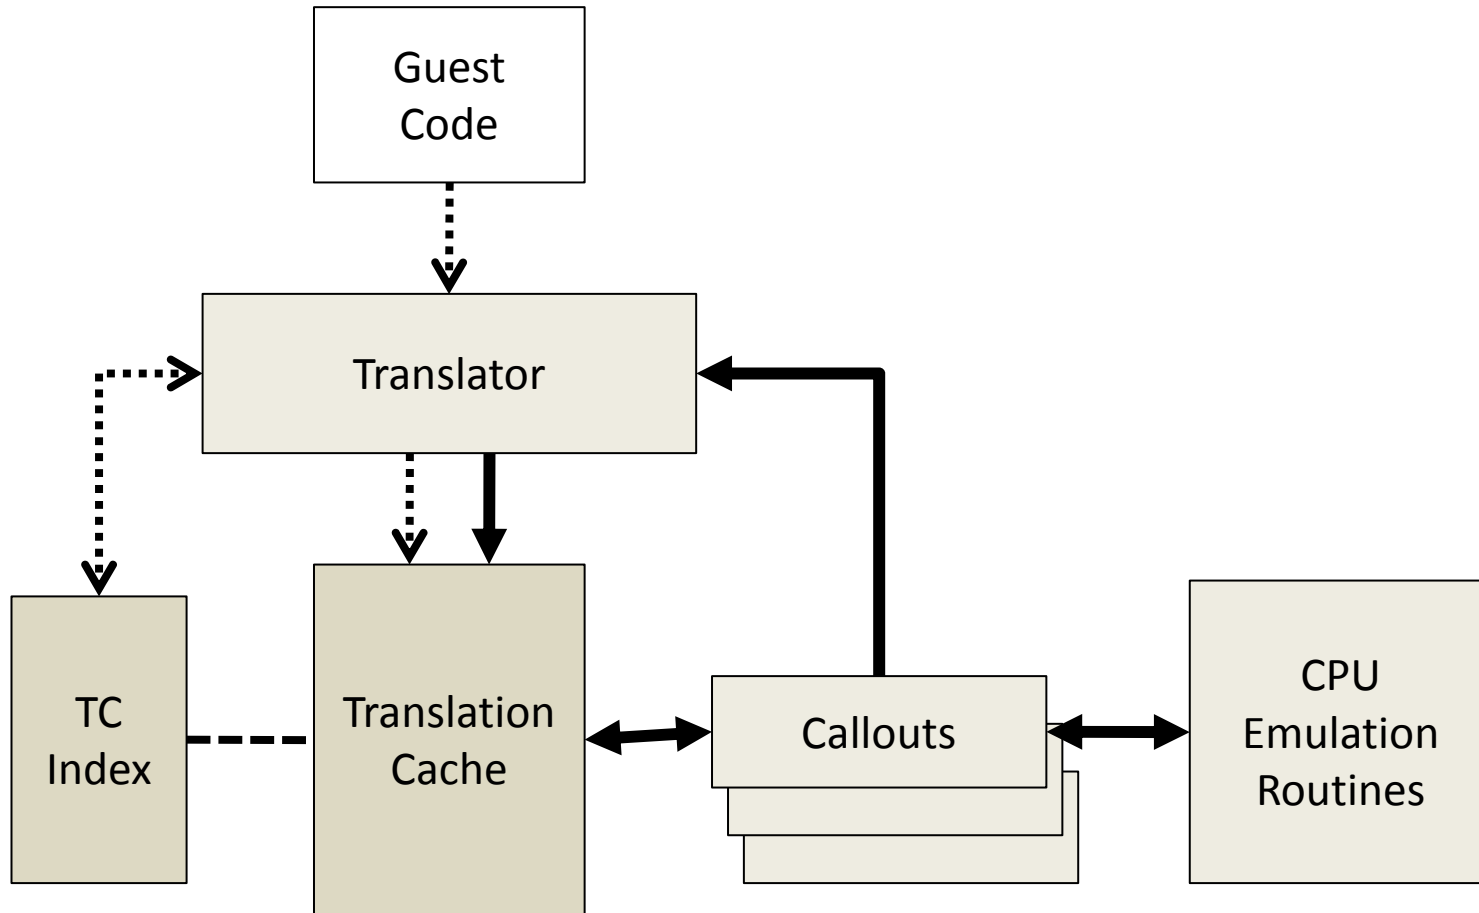 Guest
Code
Translator
TC
Index
Translation
Cache
Callouts
CPU
Emulation
Routines